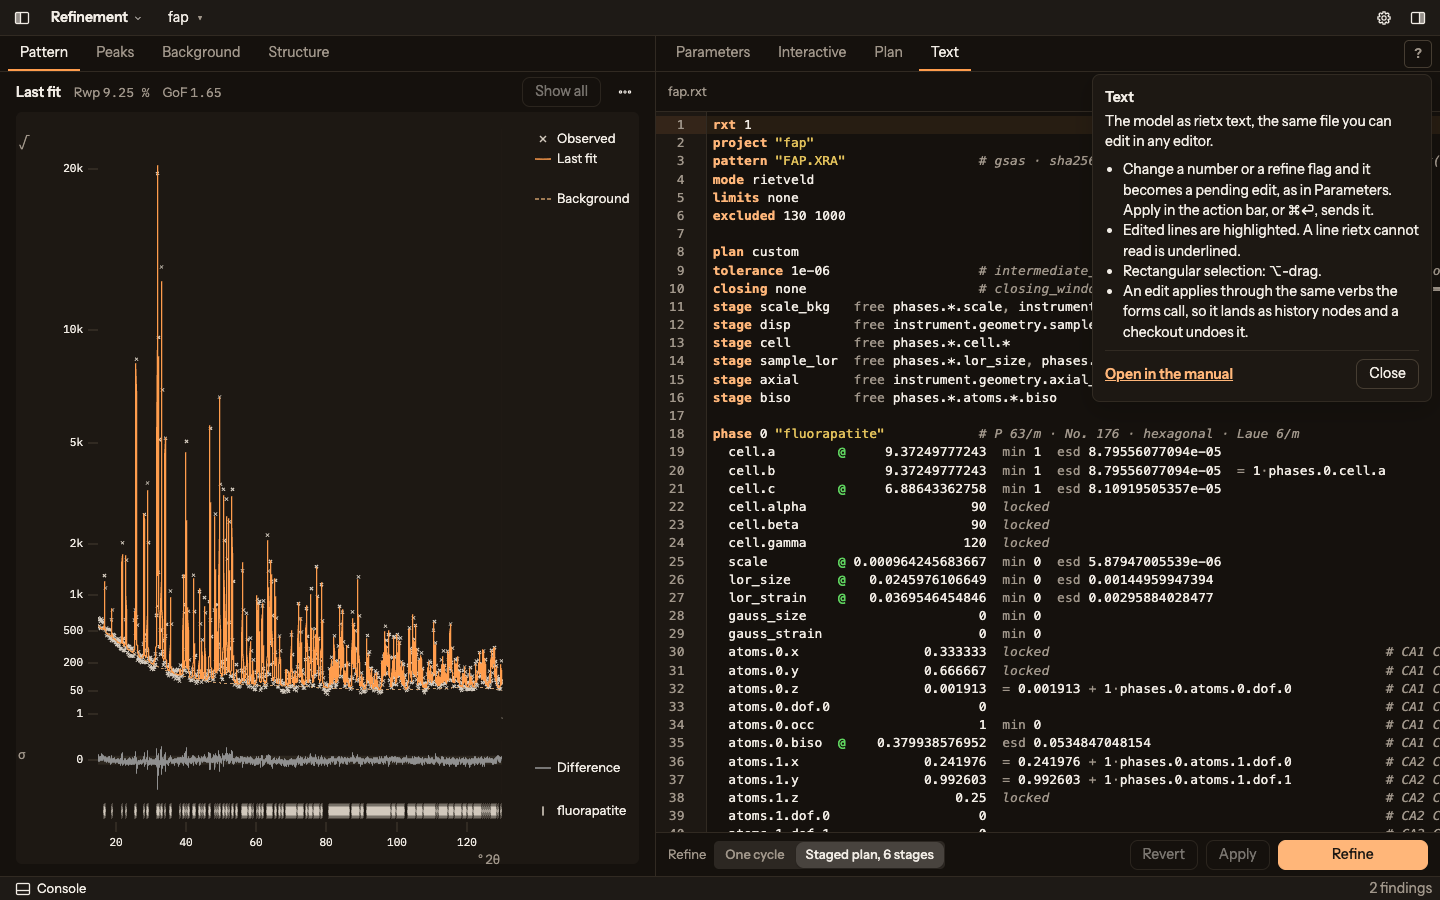 Refinement fap
Pattern Peaks Background Structure
Last fit Rwp 9.25 % GoF 1.65 Show all
√
Observed
Last fit
Background
20k
10k
5k
2k
1k
500
200
50
1
σ
0
Difference
fluorapatite
20 40 60 80 100 120
°2θ
Parameters Interactive Plan Text ?
fap.rxt
1 rxt 1
2 project "fap"
3 pattern "FAP.XRA" # gsas · sha256
4 mode rietveld
5 limits none
6 excluded 130 1000
7
8 plan custom
9 tolerance 1e-06 # intermediate_
10 closing none # closing_windo
11 stage scale_bkg free phases.*.scale, instrument
12 stage disp free instrument.geometry.sample
13 stage cell free phases.*.cell.*
14 stage sample_lor free phases.*.lor_size, phases.
15 stage axial free instrument.geometry.axial_
16 stage biso free phases.*.atoms.*.biso
17
18 phase 0 "fluorapatite" # P 63/m · No. 176 · hexagonal · Laue 6/m
19 cell.a @ 9.37249777243 min 1 esd 8.79556077094e-05
20 cell.b 9.37249777243 min 1 esd 8.79556077094e-05 = 1·phases.0.cell.a
21 cell.c @ 6.88643362758 min 1 esd 8.10919505357e-05
22 cell.alpha 90 locked
23 cell.beta 90 locked
24 cell.gamma 120 locked
25 scale @ 0.000964245683667 min 0 esd 5.87947005539e-06
26 lor_size @ 0.0245976106649 min 0 esd 0.00144959947394
27 lor_strain @ 0.0369546454846 min 0 esd 0.00295884028477
28 gauss_size 0 min 0
29 gauss_strain 0 min 0
30 atoms.0.x 0.333333 locked # CA1 C
31 atoms.0.y 0.666667 locked # CA1 C
32 atoms.0.z 0.001913 = 0.001913 + 1·phases.0.atoms.0.dof.0 # CA1 C
33 atoms.0.dof.0 0 # CA1 C
34 atoms.0.occ 1 min 0 # CA1 C
35 atoms.0.biso @ 0.379938576952 esd 0.0534847048154 # CA1 C
36 atoms.1.x 0.241976 = 0.241976 + 1·phases.0.atoms.1.dof.0 # CA2 C
37 atoms.1.y 0.992603 = 0.992603 + 1·phases.0.atoms.1.dof.1 # CA2 C
38 atoms.1.z 0.25 locked # CA2 C
39 atoms.1.dof.0 0 # CA2 C
Text
The model as rietx text, the same file you can
edit in any editor.
• Change a number or a refine flag and it
becomes a pending edit, as in Parameters.
Apply in the action bar, or ⌘↩, sends it.
• Edited lines are highlighted. A line rietx cannot
read is underlined.
• Rectangular selection: ⌥-drag.
• An edit applies through the same verbs the
forms call, so it lands as history nodes and a
checkout undoes it.
Open in the manual Close
Refine One cycle Staged plan, 6 stages Revert Apply Refine
Console 2 findings